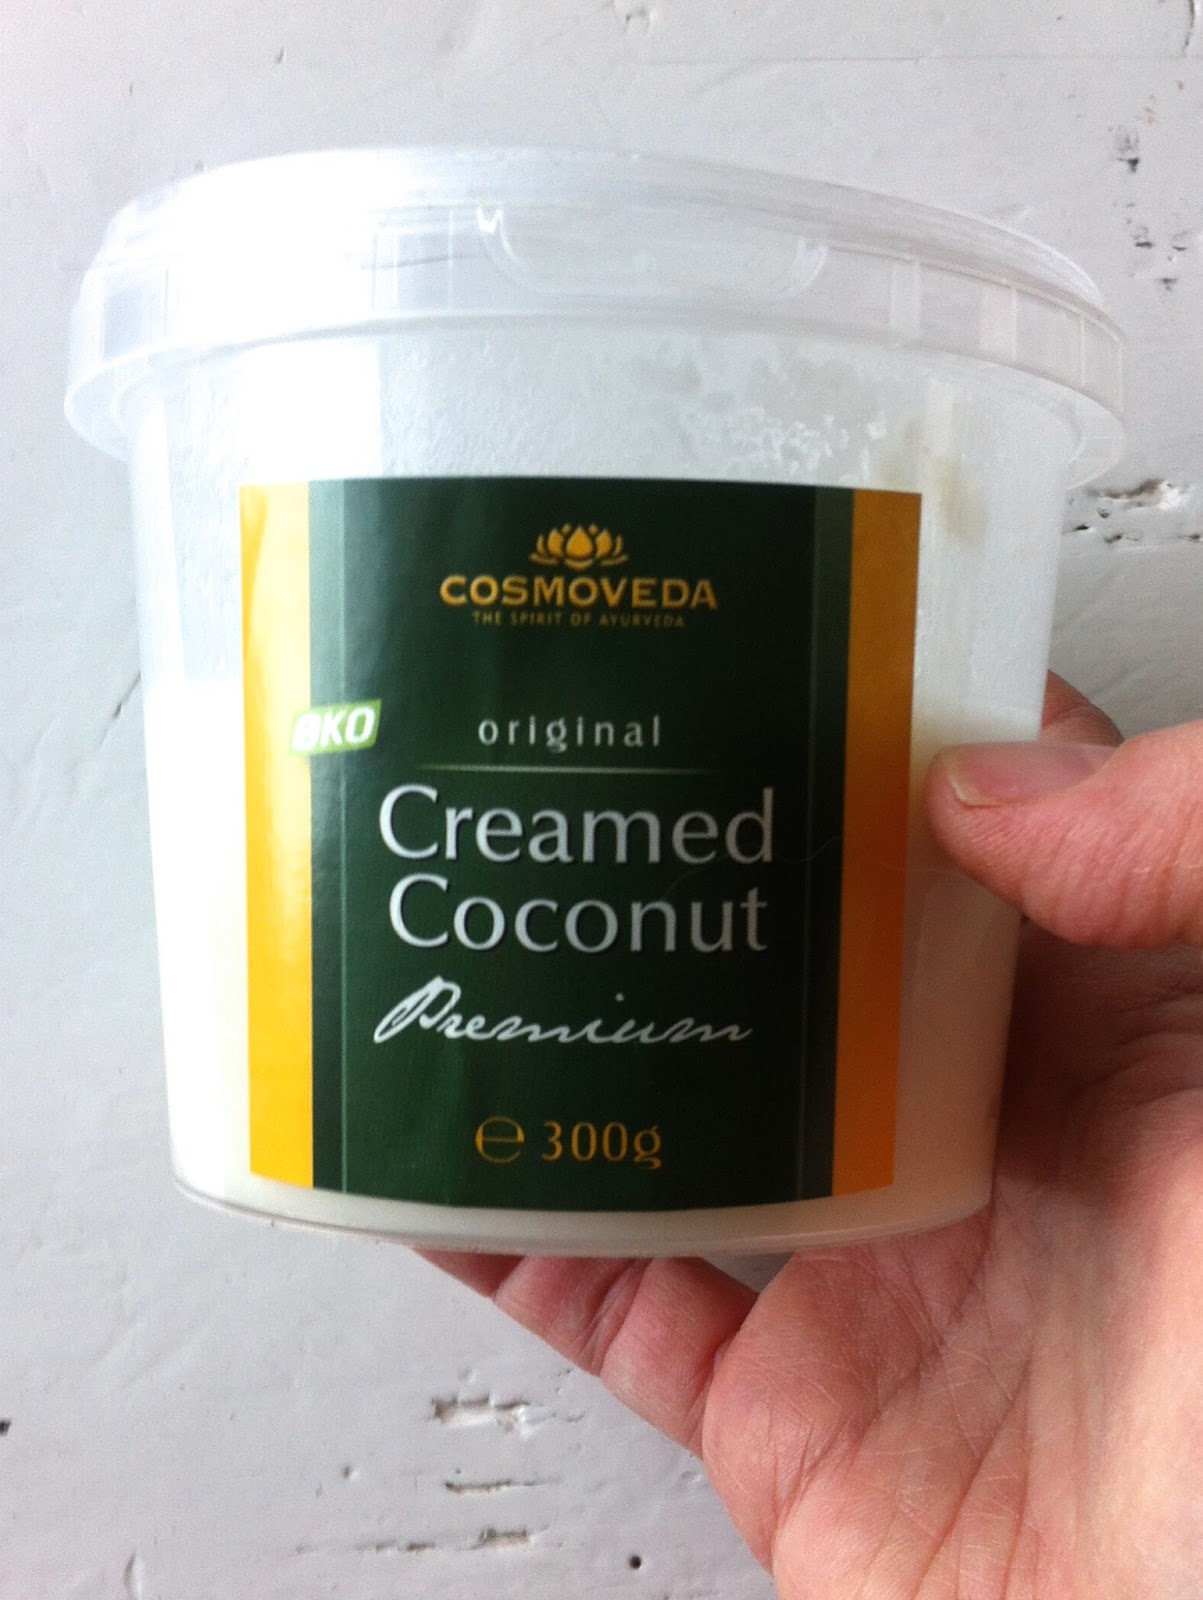 COSMOVEDA
THE SPIRIT OF AYURVEDA
ØKO
original
Creamed
Coconut
Premium
℮ 300g